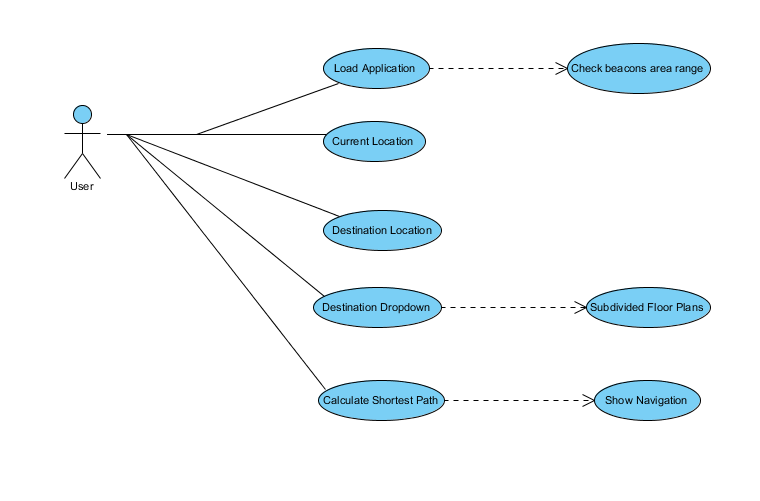 Load Application
Check beacons area range
Current Location
User
Destination Location
Destination Dropdown
Subdivided Floor Plans
Calculate Shortest Path
Show Navigation